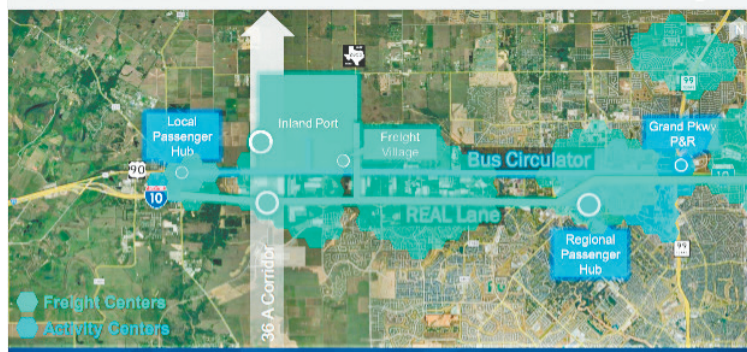 Local
Passenger
Hub
Inland Port
Freight
Village
Grand Pkwy
P&R
Bus Circulator
90
10
REAL Lane
99
99
Regional
Passenger
Hub
36 A Corridor
Freight Centers
Activity Centers